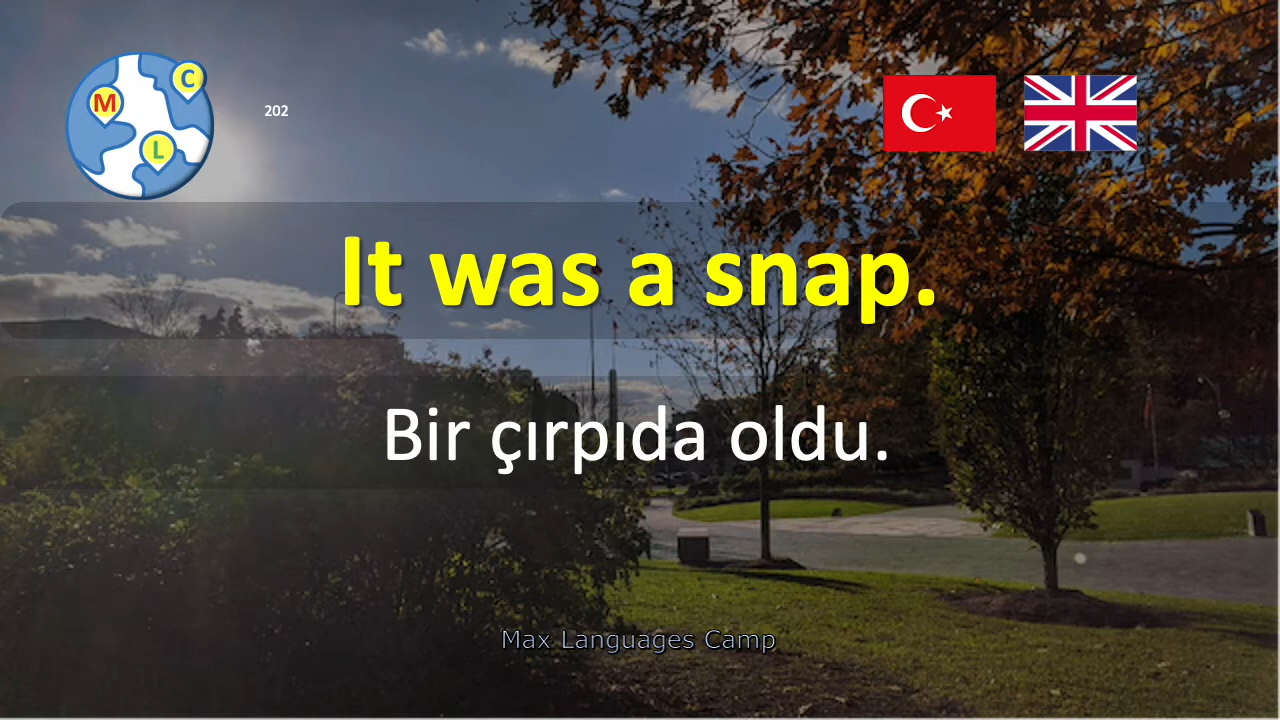 C
M
L
202
It was a snap.
Bir çırpıda oldu.
Max Languages Camp